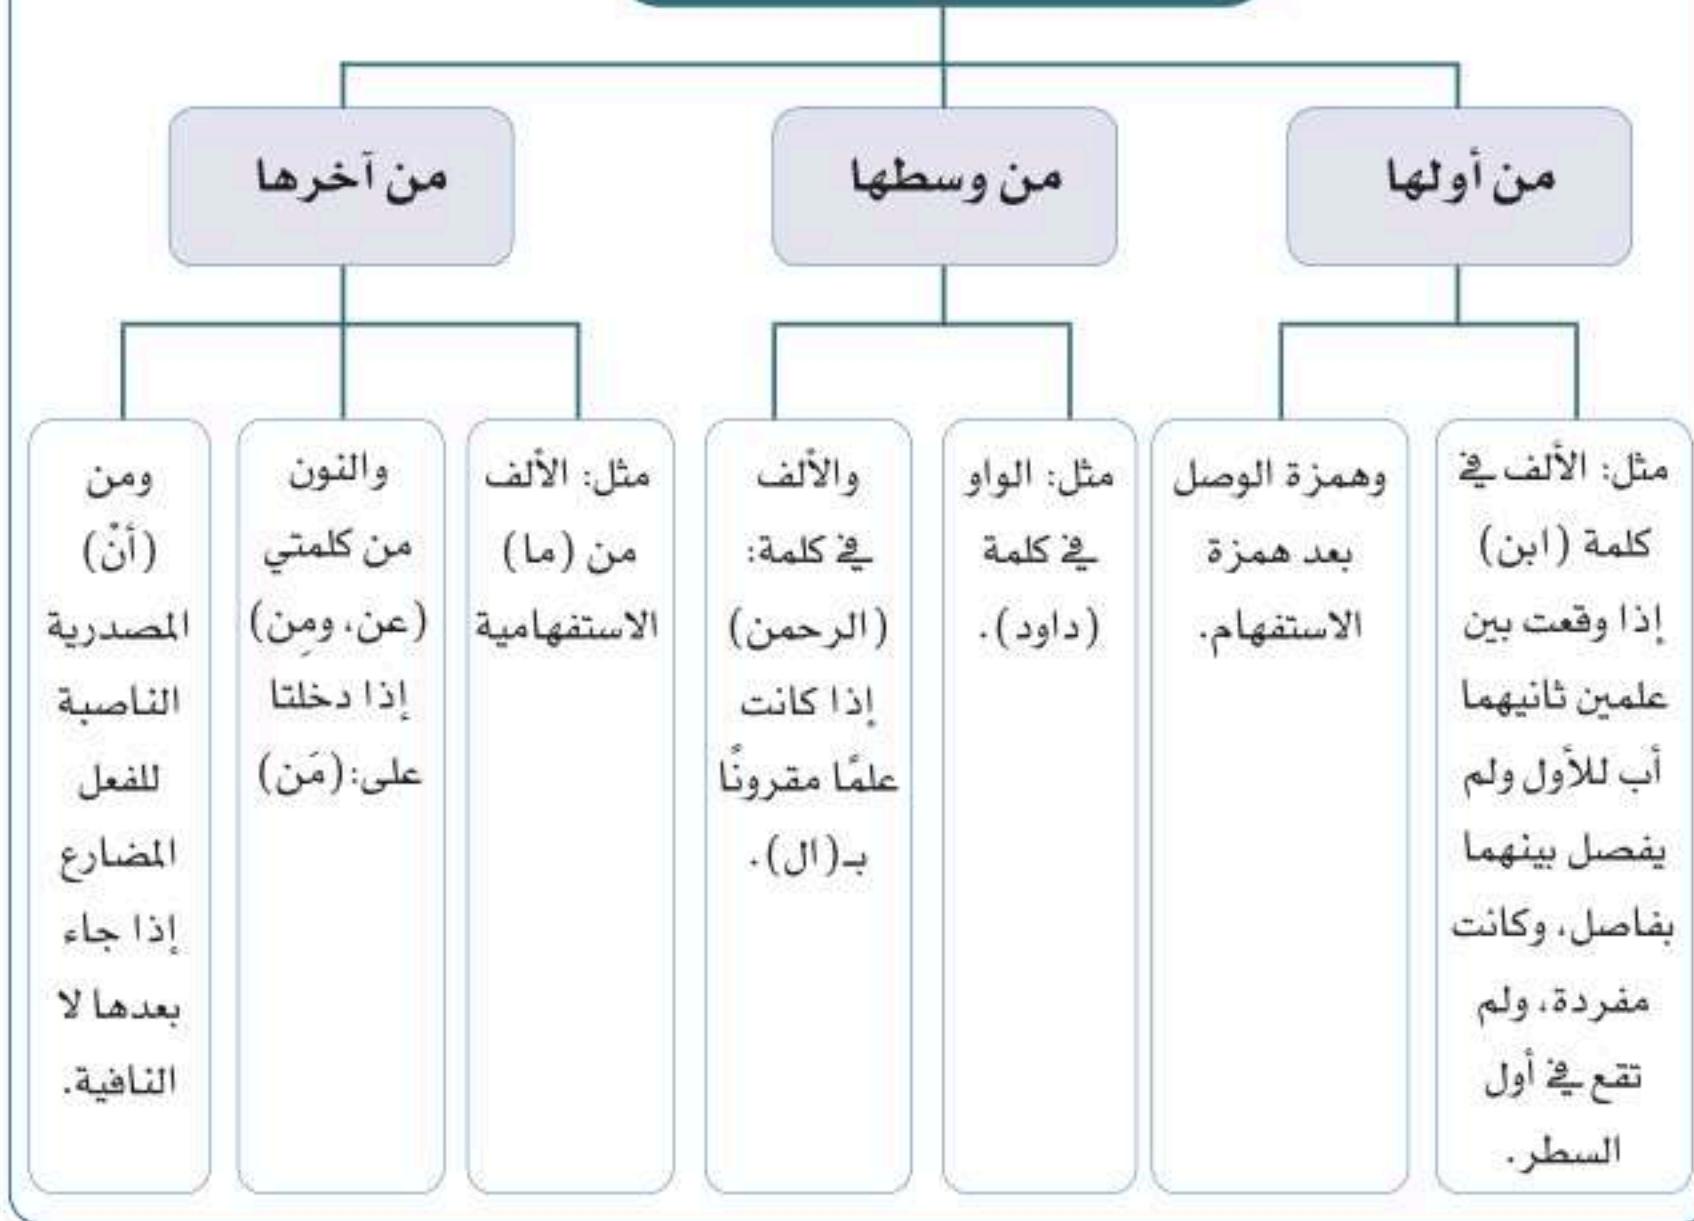 من أولها
من وسطها
من آخرها
مثل: الألف في
كلمة (ابن)
إذا وقعت بين
علمين ثانيهما
أب للأول ولم
يفصل بينهما
بفاصل، وكانت
مفردة، ولم
تقع في أول
السطر.
وهمزة الوصل
بعد همزة
الاستفهام.
مثل: الواو
في كلمة
(داود).
والألف
في كلمة:
(الرحمن)
إذا كانت
علمًا مقرونًا
بـ(ال).
مثل: الألف
من (ما)
الاستفهامية
والنون
من كلمتي
(عن، ومِن)
إذا دخلتا
على: (مَن)
ومن
(أنْ)
المصدرية
الناصبة
للفعل
المضارع
إذا جاء
بعدها لا
النافية.